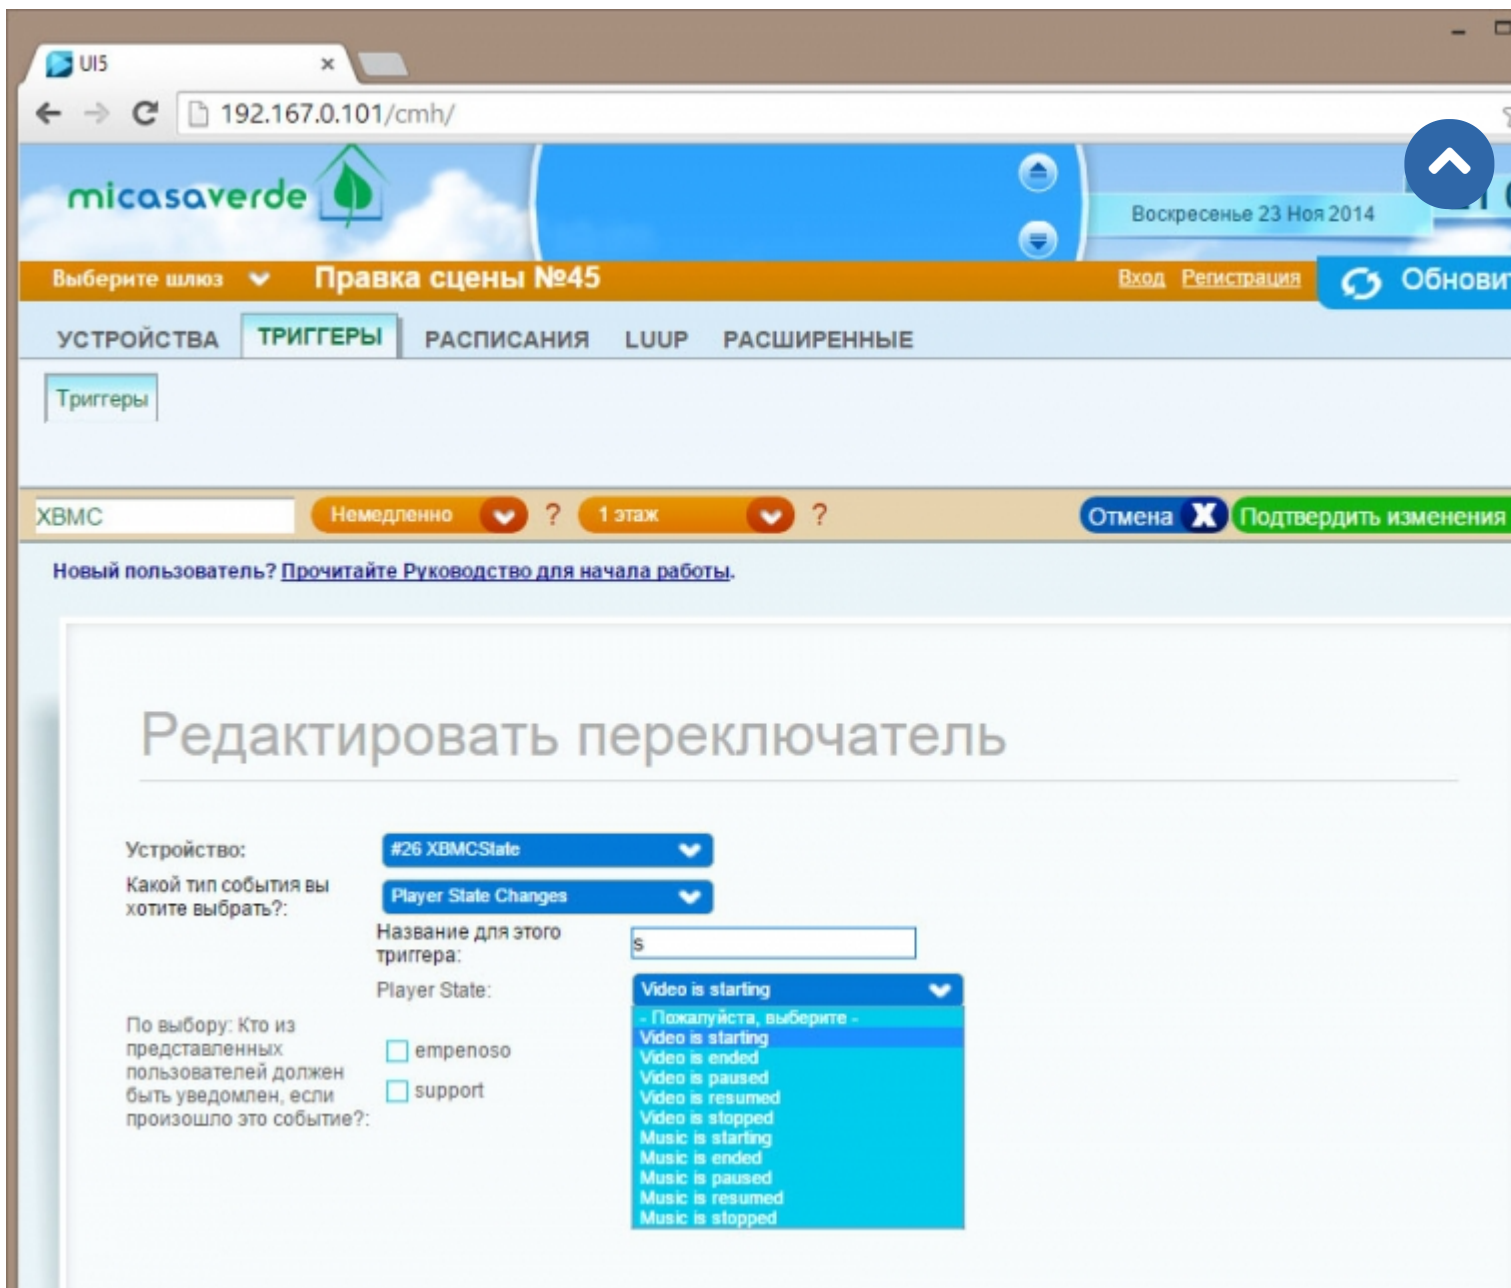 UI5
192.167.0.101/cmh/
micasaverde
Воскресенье 23 Ноя 2014
Выберите шлюз Правка сцены №45 Вход Регистрация Обновит
УСТРОЙСТВА ТРИГГЕРЫ РАСПИСАНИЯ LUUP РАСШИРЕННЫЕ
Триггеры
XBMC Немедленно ? 1 этаж ? Отмена X Подтвердить изменения
Новый пользователь? Прочитайте Руководство для начала работы.
Редактировать переключатель
Устройство: #26 XBMCState
Какой тип события вы
хотите выбрать?: Player State Changes
Название для этого
триггера: s
Player State: Video is starting
- Пожалуйста, выберите -
Video is starting
Video is ended
Video is paused
Video is resumed
Video is stopped
Music is starting
Music is ended
Music is paused
Music is resumed
Music is stopped
По выбору: Кто из
представленных
пользователей должен
быть уведомлен, если
произошло это событие?:
empenoso
support